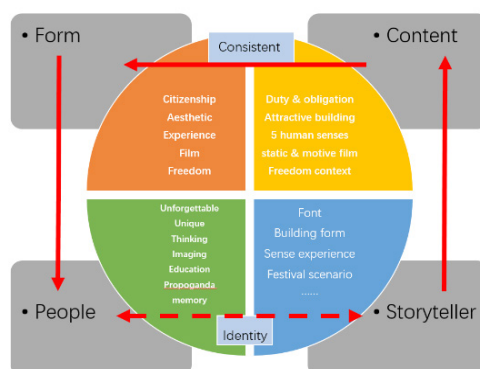 • Form
Consistent
• Content
Citizenship
Aesthetic
Experience
Film
Freedom
Duty & obligation
Attractive building
5 human senses
static & motive film
Freedom context
Unforgettable
Unique
Thinking
Imaging
Education
Propoganda
memory
Font
Building form
Sense experience
Festival scenario
......
• People
Identity
• Storyteller